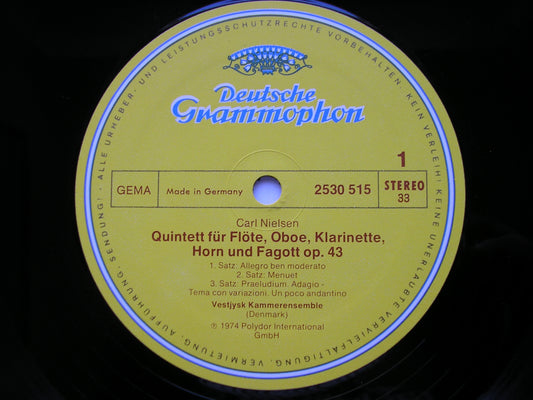 ALLE URHEBER- UND LEISTUNGSSCHUTZRECHTE VORBEHALTEN. KEIN VERLEIH! KEINE UNERLAUBTE VERVIELFÄLTIGUNG, VERMIETUNG, AUFFÜHRUNG, SENDUNG!
Deutsche
Grammophon
1
GEMA
Made in Germany
2530 515
STEREO
33
Carl Nielsen
Quintett für Flöte, Oboe, Klarinette,
Horn und Fagott op. 43
1. Satz: Allegro ben moderato
2. Satz: Menuet
3. Satz: Praeludium. Adagio -
Tema con variazioni. Un poco andantino
Vestjysk Kammerensemble
(Denmark)
℗ 1974 Polydor International
GmbH